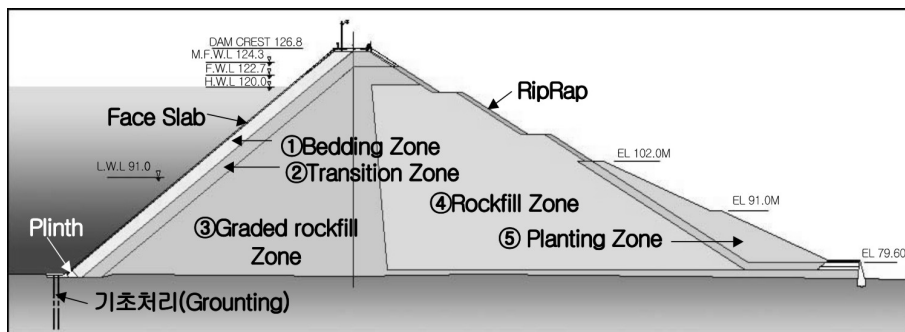 DAM CREST 126.8
M.F.W.L 124.3
F.W.L 122.7
H.W.L 120.0
RipRap
Face Slab
①Bedding Zone
EL 102.0M
L.W.L 91.0
②Transition Zone
④Rockfill Zone
EL 91.0M
Plinth
③Graded rockfill
Zone
⑤ Planting Zone
EL 79.60
기초처리(Grounting)